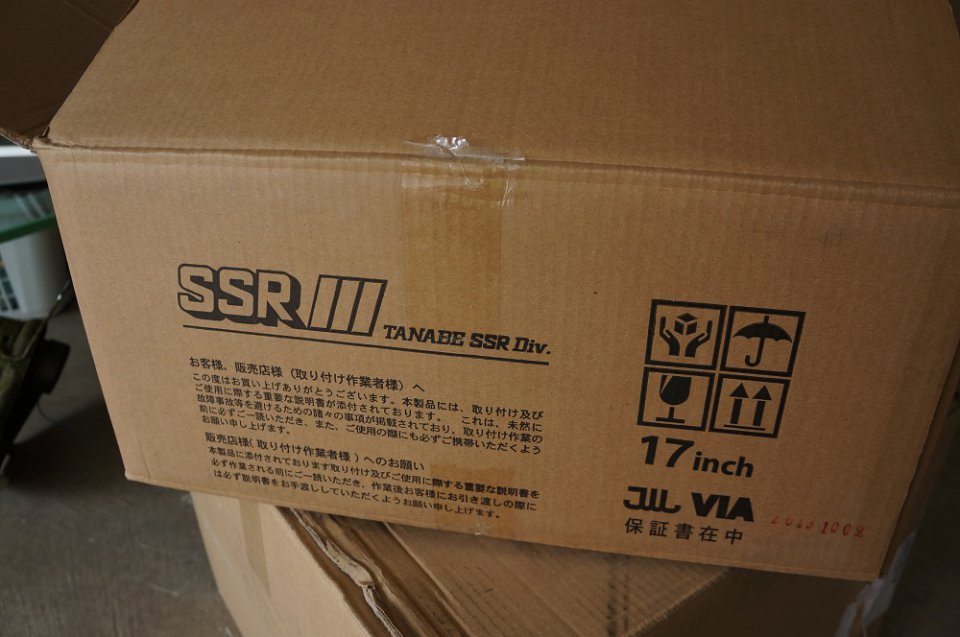 SSR
TANABE SSR Div.
お客様、販売店様（取り付け作業者様）へ
この度はお買い上げありがとうございます。本製品には、取り付け及び
ご使用に際する重要な説明書が添付されております。 これは、未然に
故障事故等を避けるための諸々の事項が掲載されており、取り付け作業の
前に必ずご一読いただき、また、ご使用の際にも必ずご携帯いただくよう
お願い申し上げます。
販売店様( 取り付け作業者様 )へのお願い
本製品に添付されております取り付け及びご使用に際する重要な説明書を
必ず作業される前にご一読いただき、作業後お客様にお引き渡しの際に
は必ず説明書をお手渡ししていただくようお願い申し上げます。
17inch
JWL VIA
保証書在中